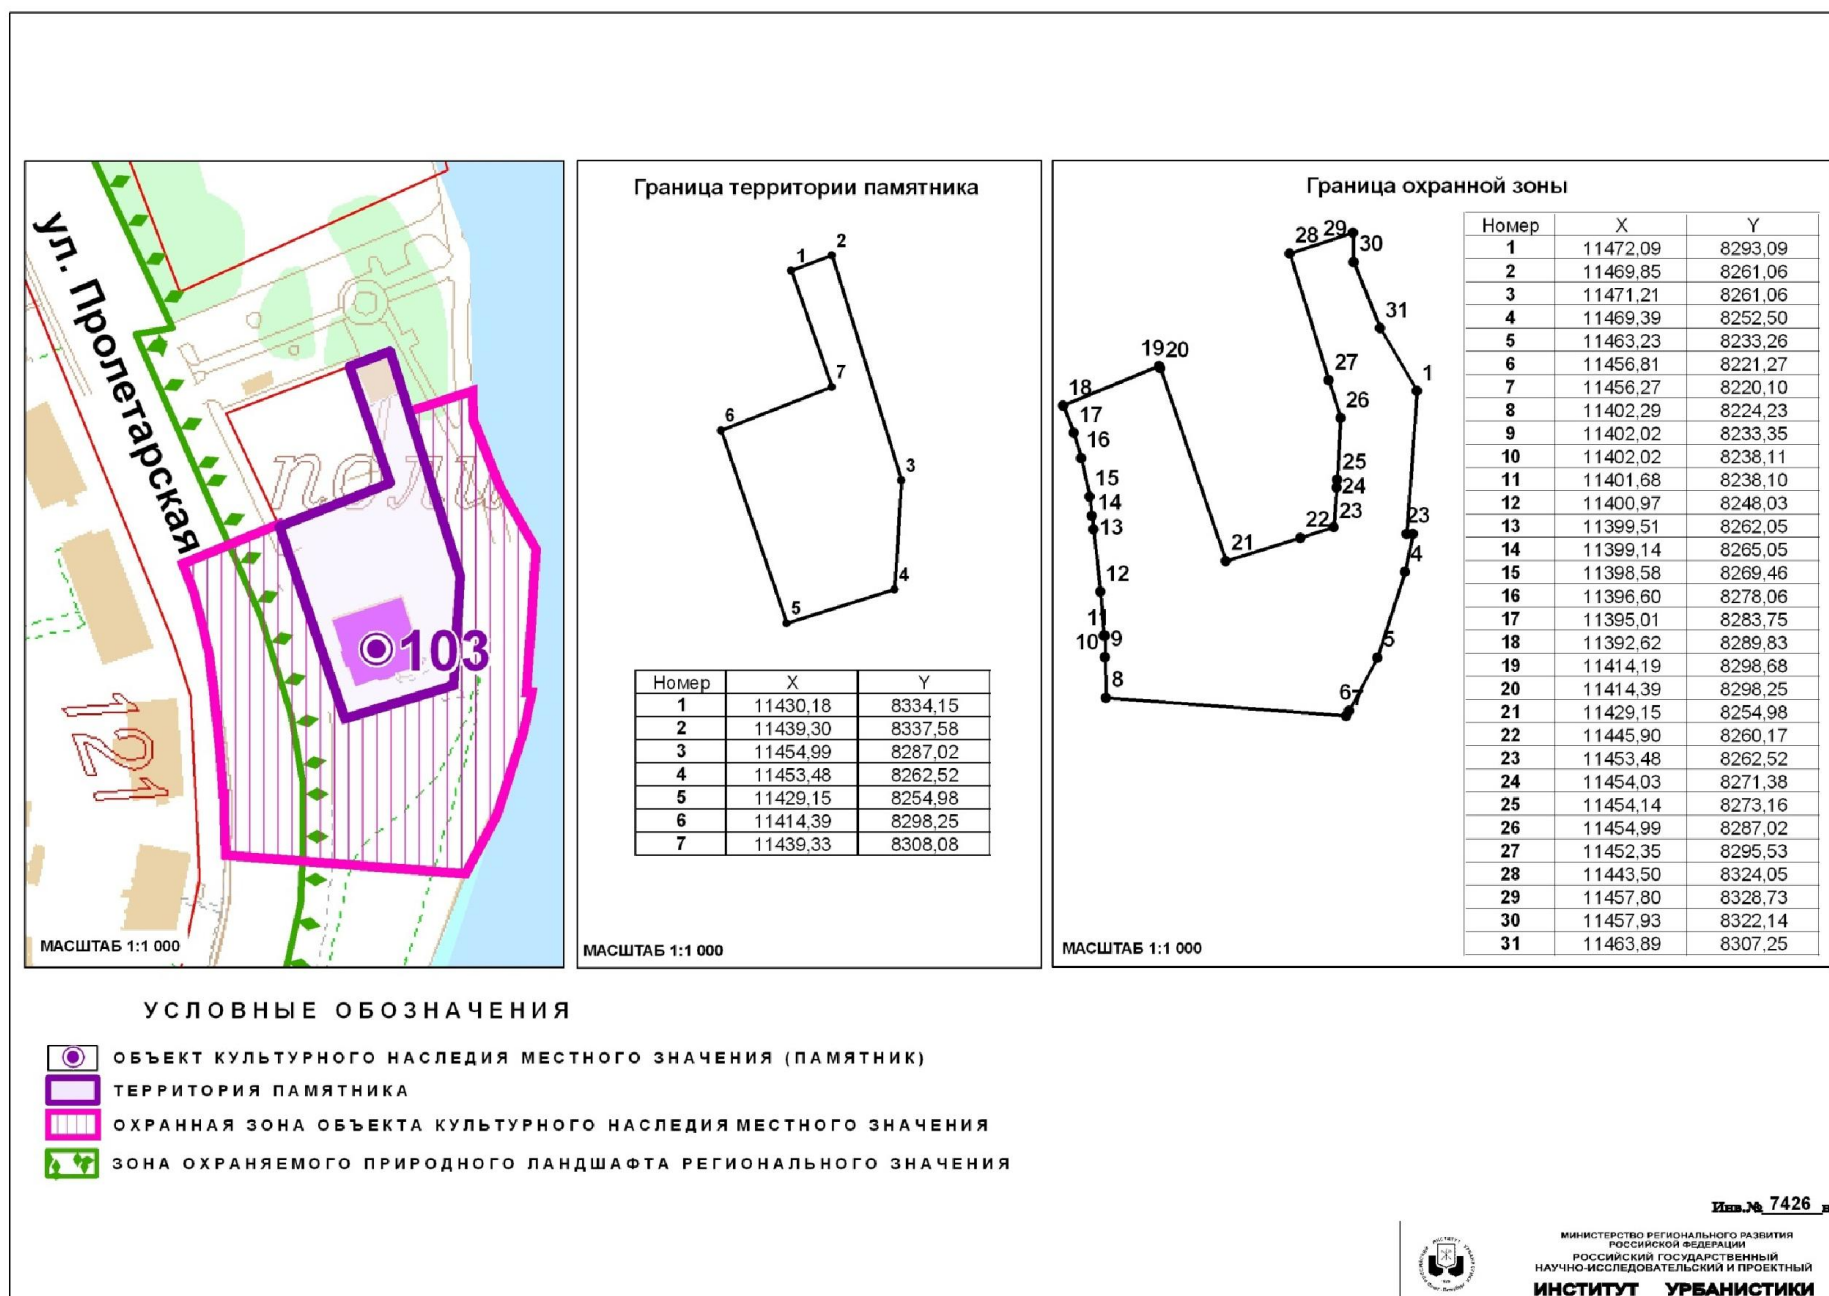 ул. Пролетарская
пели
103
121
МАСШТАБ 1:1 000
Граница территории памятника
1
2
7
6
3
4
5
Номер X Y
1 11430,18 8334,15
2 11439,30 8337,58
3 11454,99 8287,02
4 11453,48 8262,52
5 11429,15 8254,98
6 11414,39 8298,25
7 11439,33 8308,08
МАСШТАБ 1:1 000
Граница охранной зоны
28
29
30
31
19 20
18
27
1
17
26
16
15
25
14
24
13
23
22
23
21
4
12
11
10
9
5
8
6
7
Номер X Y
1 11472,09 8293,09
2 11469,85 8261,06
3 11471,21 8261,06
4 11469,39 8252,50
5 11463,23 8233,26
6 11456,81 8221,27
7 11456,27 8220,10
8 11402,29 8224,23
9 11402,02 8233,35
10 11402,02 8238,11
11 11401,68 8238,10
12 11400,97 8248,03
13 11399,51 8262,05
14 11399,14 8265,05
15 11398,58 8269,46
16 11396,60 8278,06
17 11395,01 8283,75
18 11392,62 8289,83
19 11414,19 8298,68
20 11414,39 8298,25
21 11429,15 8254,98
22 11445,90 8260,17
23 11453,48 8262,52
24 11454,03 8271,38
25 11454,14 8273,16
26 11454,99 8287,02
27 11452,35 8295,53
28 11443,50 8324,05
29 11457,80 8328,73
30 11457,93 8322,14
31 11463,89 8307,25
МАСШТАБ 1:1 000
УСЛОВНЫЕ ОБОЗНАЧЕНИЯ
ОБЪЕКТ КУЛЬТУРНОГО НАСЛЕДИЯ МЕСТНОГО ЗНАЧЕНИЯ (ПАМЯТНИК)
ТЕРРИТОРИЯ ПАМЯТНИКА
ОХРАННАЯ ЗОНА ОБЪЕКТА КУЛЬТУРНОГО НАСЛЕДИЯ МЕСТНОГО ЗНАЧЕНИЯ
ЗОНА ОХРАНЯЕМОГО ПРИРОДНОГО ЛАНДШАФТА РЕГИОНАЛЬНОГО ЗНАЧЕНИЯ
Инв.№ 7426
МИНИСТЕРСТВО РЕГИОНАЛЬНОГО РАЗВИТИЯ
РОССИЙСКОЙ ФЕДЕРАЦИИ
РОССИЙСКИЙ ГОСУДАРСТВЕННЫЙ
НАУЧНО-ИССЛЕДОВАТЕЛЬСКИЙ И ПРОЕКТНЫЙ
ИНСТИТУТ УРБАНИСТИКИ